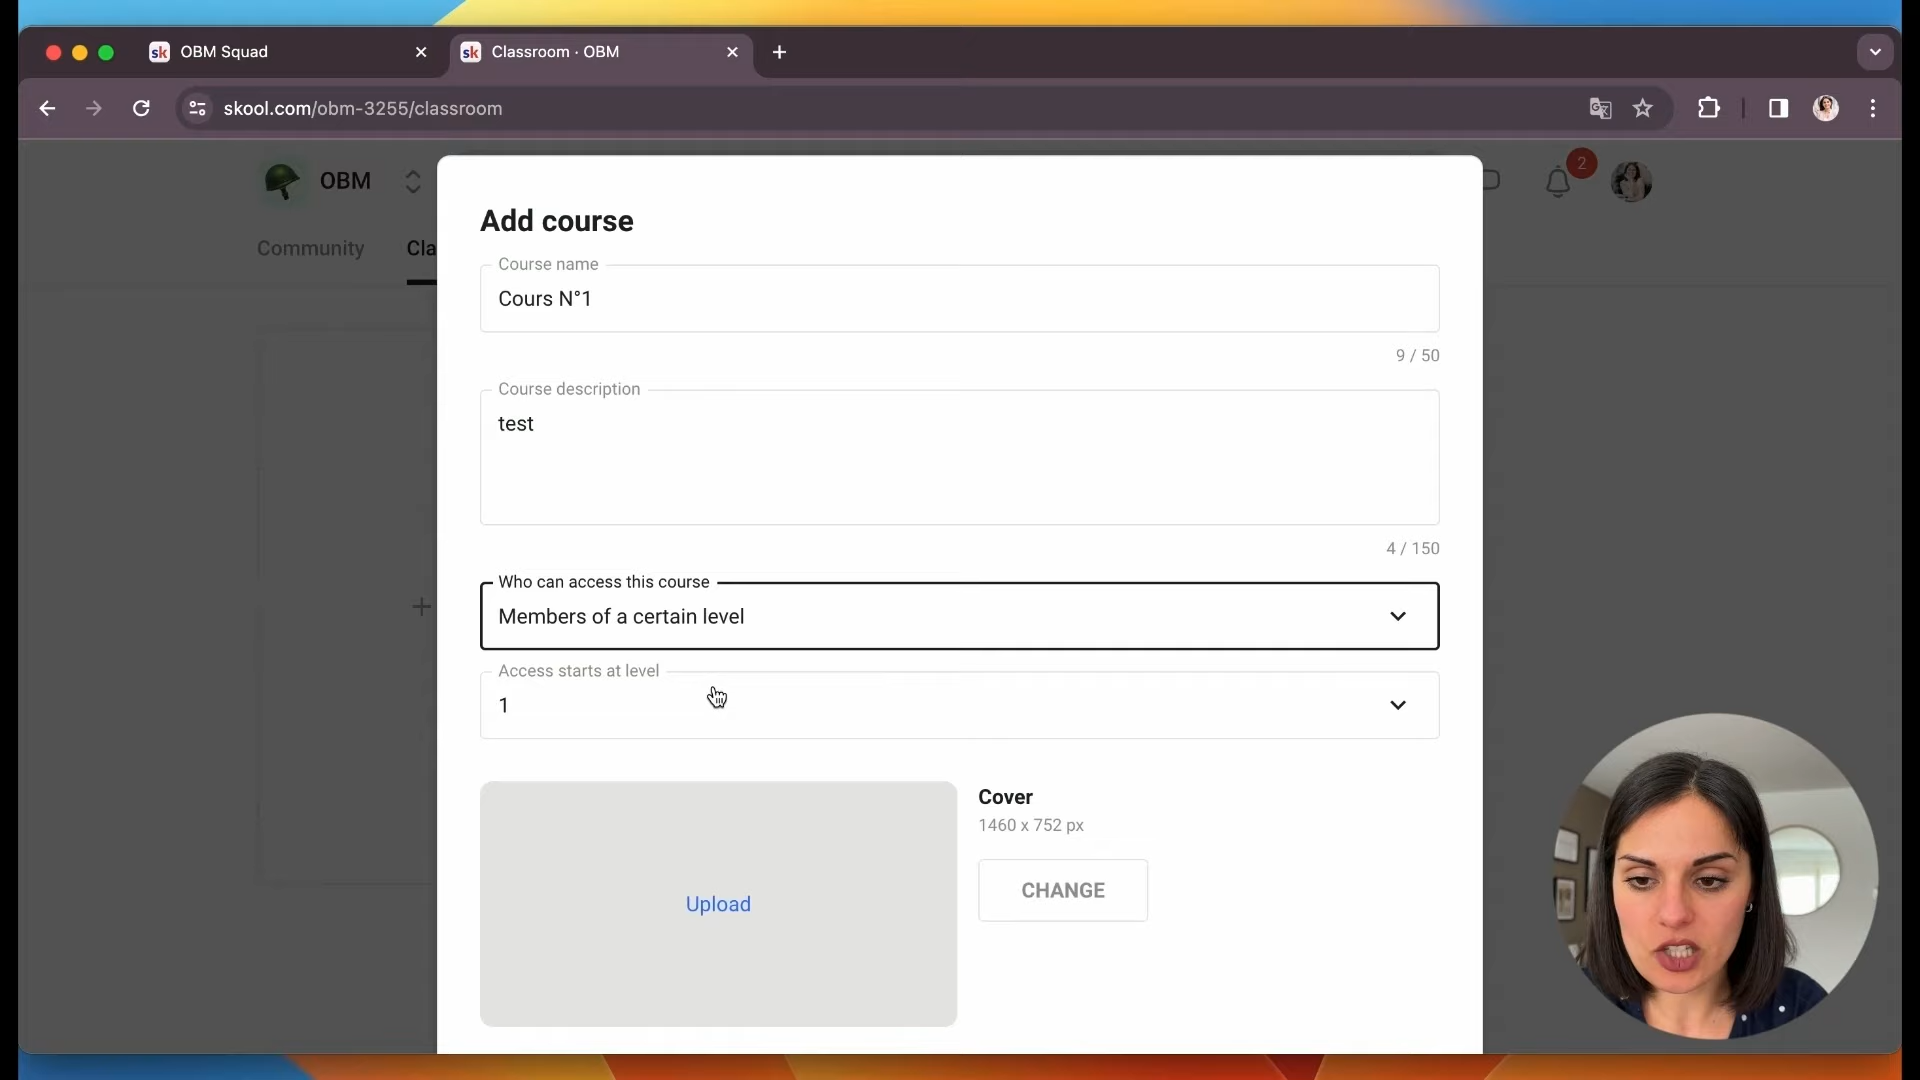 sk OBM Squad
sk Classroom · OBM
skool.com/obm-3255/classroom
OBM
2
Community
Cla
Add course
Course name
Cours N°1
9 / 50
Course description
test
4 / 150
Who can access this course
Members of a certain level
Access starts at level
1
Upload
Cover
1460 x 752 px
CHANGE